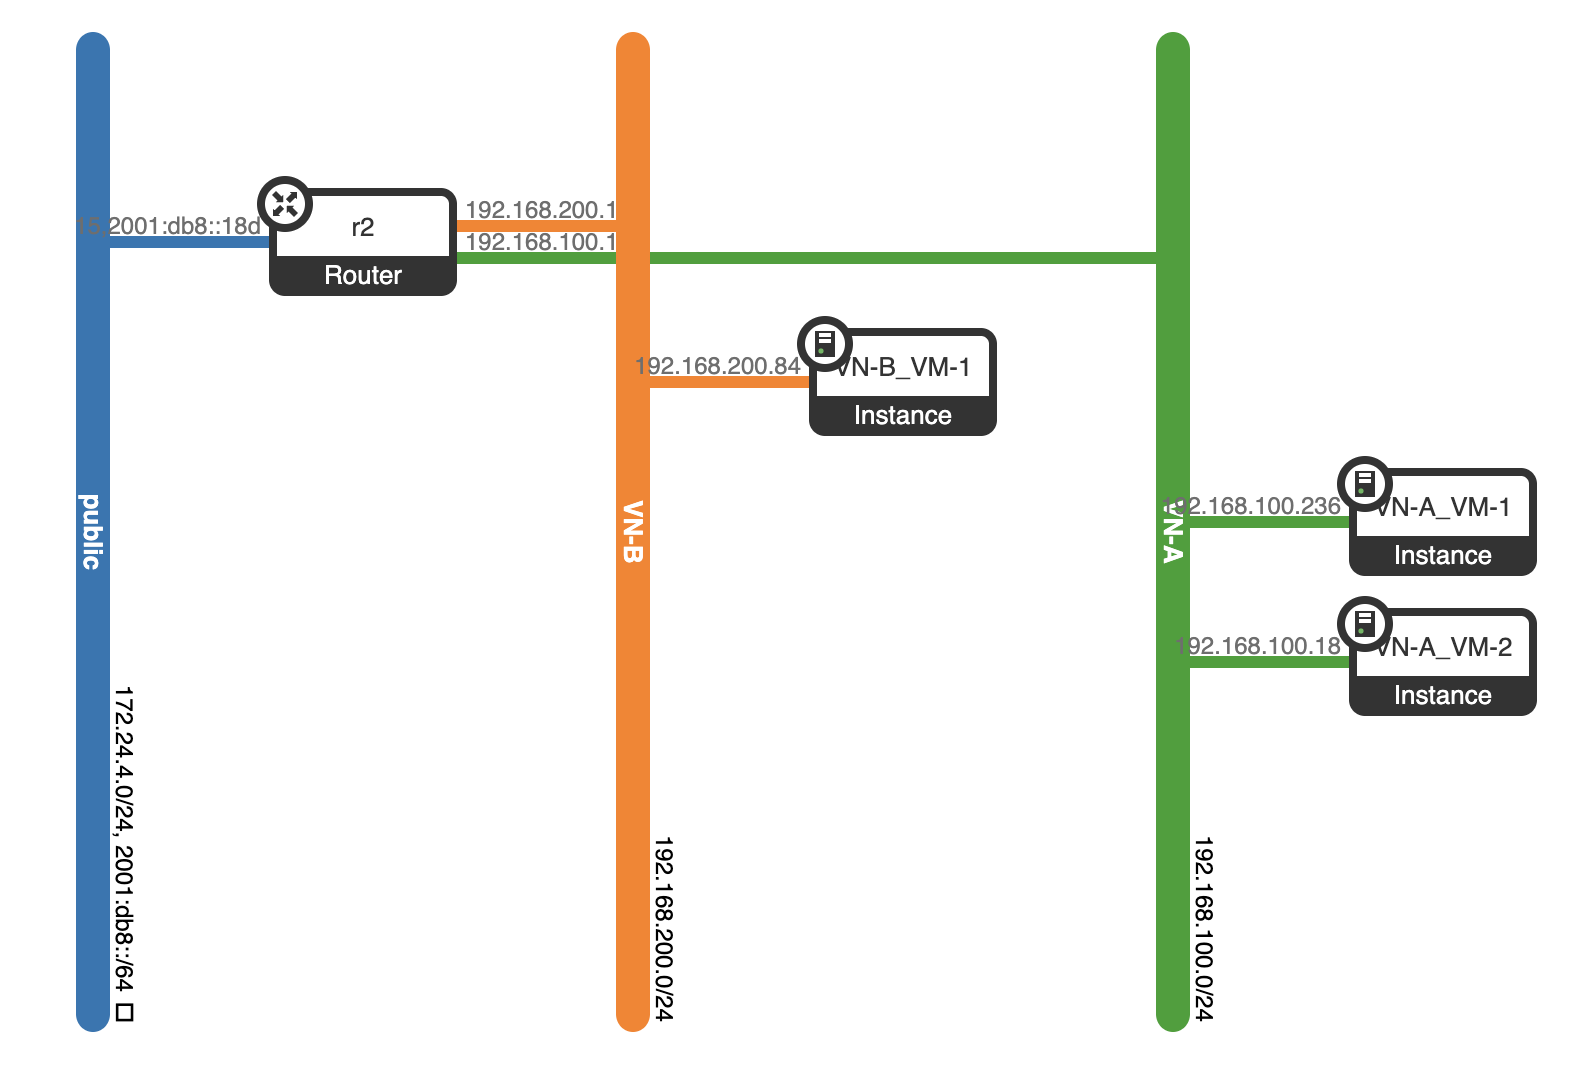 public
172.24.4.0/24, 2001:db8::/64
15,2001:db8::18d
r2
Router
192.168.200.1
192.168.100.1
VN-B
192.168.200.0/24
192.168.200.84
VN-B_VM-1
Instance
VN-A
192.168.100.0/24
192.168.100.236
VN-A_VM-1
Instance
192.168.100.18
VN-A_VM-2
Instance